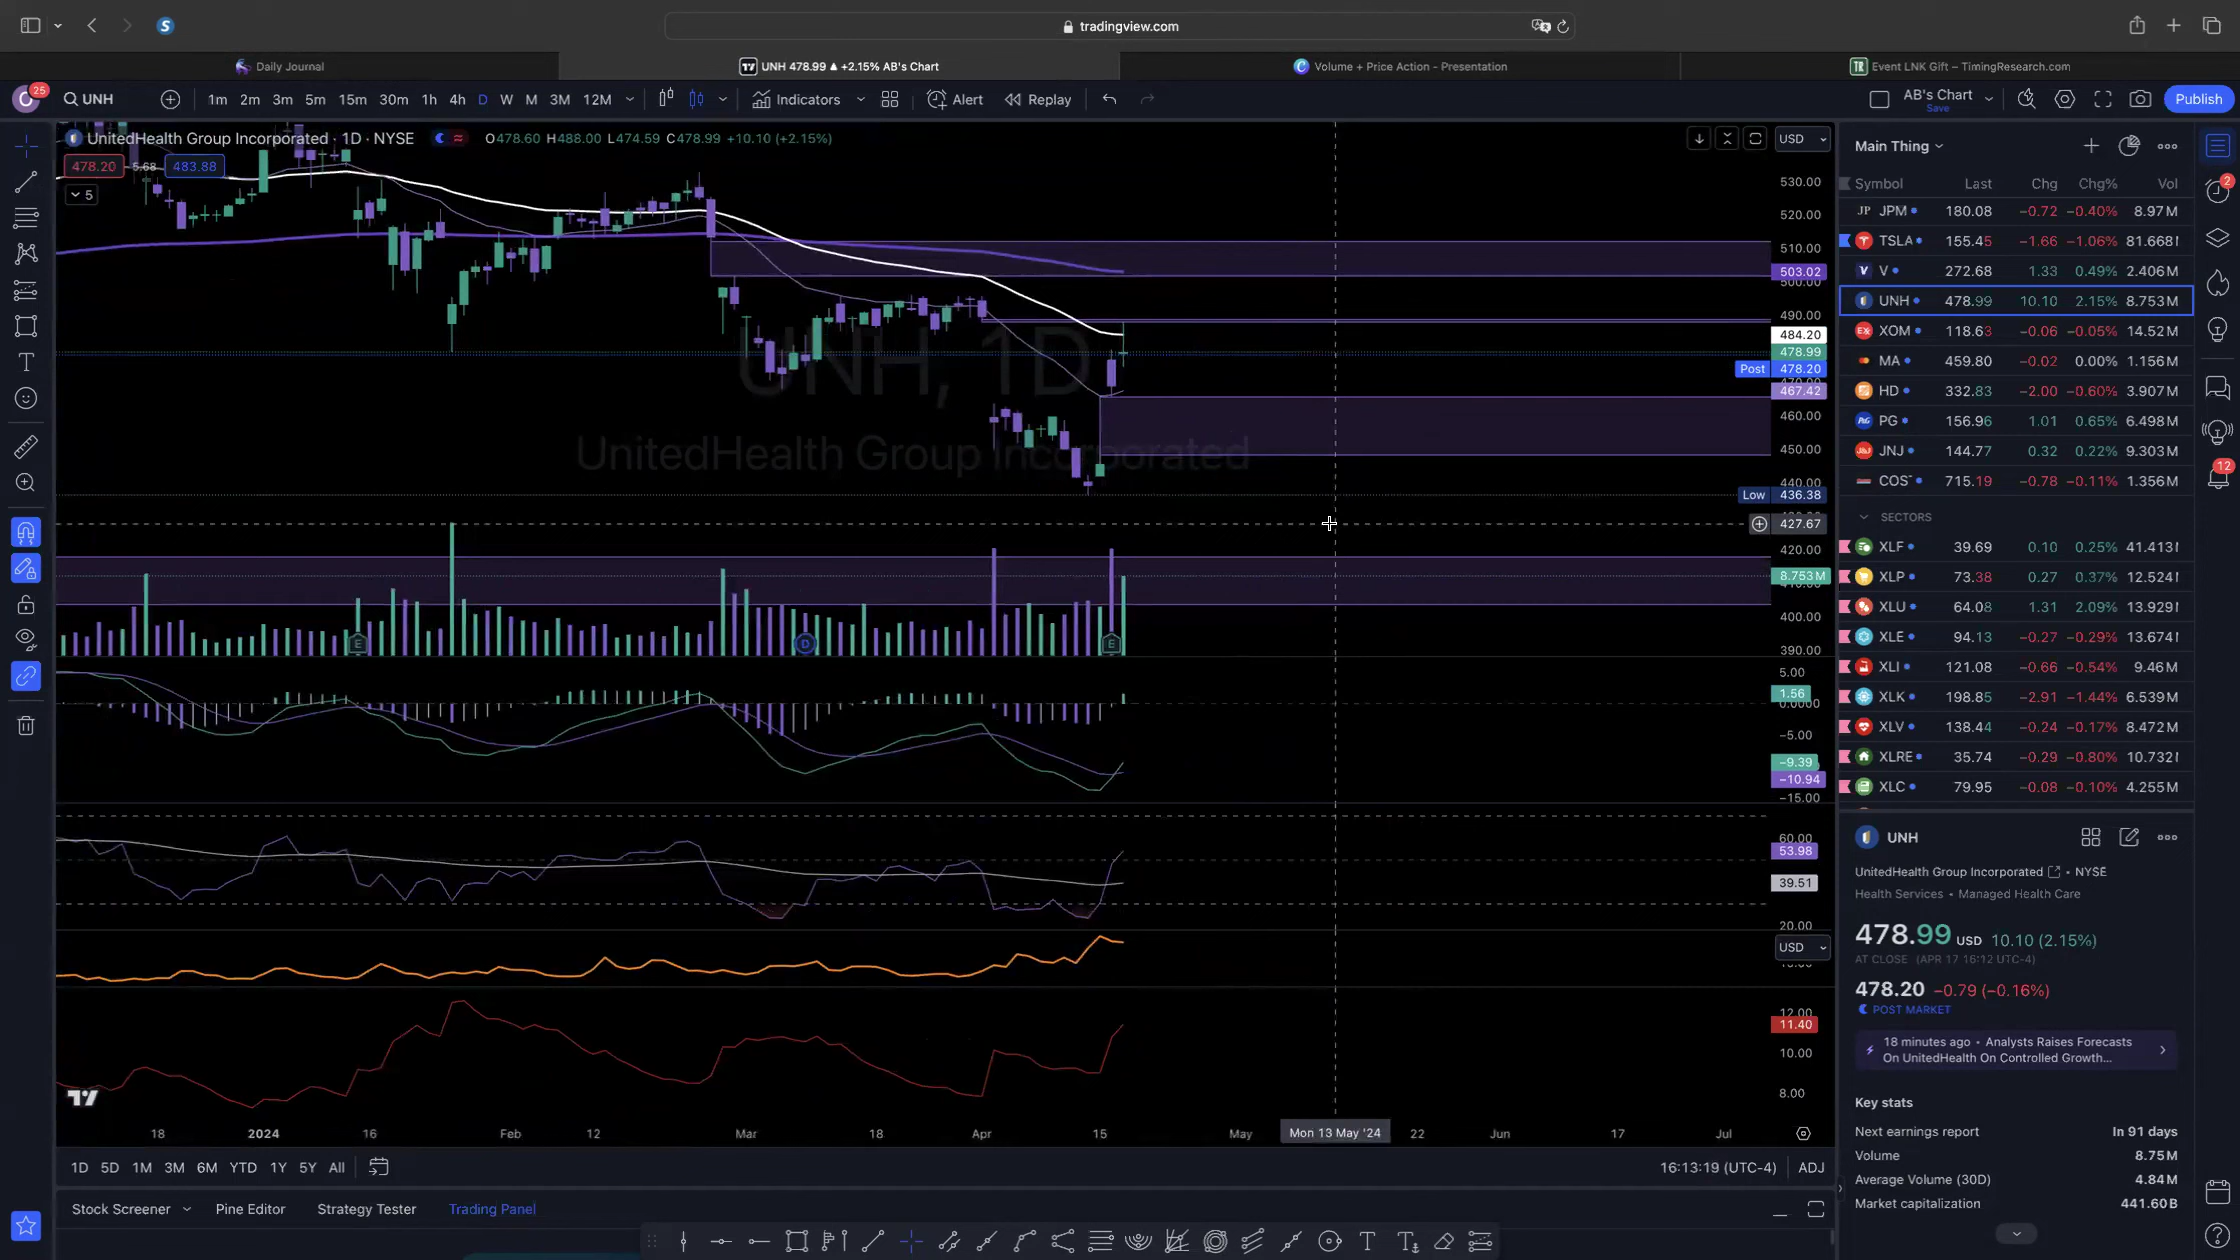 tradingview.com
Daily Journal
UNH 478.99 ▲ +2.15% AB's Chart
Volume + Price Action - Presentation
Event LNK Gift – TimingResearch.com
25
UNH
1m 2m 3m 5m 15m 30m 1h 4h D W M 3M 12M
Indicators
Alert
Replay
AB's Chart
Save
Publish
UnitedHealth Group Incorporated · 1D · NYSE
O478.60 H488.00 L474.59 C478.99 +10.10 (+2.15%)
478.20 5.68 483.88
5
USD
530.00
520.00
510.00
503.02
500.00
490.00
484.20
478.99
Post 478.20
467.42
460.00
450.00
440.00
Low 436.38
427.67
420.00
8.753M
400.00
390.00
UNH, 1D
UnitedHealth Group Incorporated
E
D
E
5.00
1.56
0.0000
−5.00
−9.39
−10.94
−15.00
60.00
53.98
39.51
20.00
USD
12.00
11.40
10.00
8.00
18 2024 16 Feb 12 Mar 18 Apr 15 May Mon 13 May '24 22 Jun 17 Jul
1D 5D 1M 3M 6M YTD 1Y 5Y All
16:13:19 (UTC-4) ADJ
Stock Screener
Pine Editor
Strategy Tester
Trading Panel
Main Thing
Symbol Last Chg Chg% Vol
JPM 180.08 −0.72 −0.40% 8.97M
TSLA 155.45 −1.66 −1.06% 81.668M
V 272.68 1.33 0.49% 2.406M
UNH 478.99 10.10 2.15% 8.753M
XOM 118.63 −0.06 −0.05% 14.52M
MA 459.80 −0.02 0.00% 1.156M
HD 332.83 −2.00 −0.60% 3.907M
PG 156.96 1.01 0.65% 6.498M
JNJ 144.77 0.32 0.22% 9.303M
COS 715.19 −0.78 −0.11% 1.356M
SECTORS
XLF 39.69 0.10 0.25% 41.413
XLP 73.38 0.27 0.37% 12.524
XLU 64.08 1.31 2.09% 13.929
XLE 94.13 −0.27 −0.29% 13.674
XLI 121.08 −0.66 −0.54% 9.46M
XLK 198.85 −2.91 −1.44% 6.539M
XLV 138.44 −0.24 −0.17% 8.472M
XLRE 35.74 −0.29 −0.80% 10.732
XLC 79.95 −0.08 −0.10% 4.255M
2
12
UNH
UnitedHealth Group Incorporated • NYSE
Health Services • Managed Health Care
478.99 USD 10.10 (2.15%)
AT CLOSE (APR 17 16:12 UTC-4)
478.20 −0.79 (−0.16%)
POST MARKET
18 minutes ago • Analysts Raises Forecasts
On UnitedHealth On Controlled Growth...
Key stats
Next earnings report In 91 days
Volume 8.75M
Average Volume (30D) 4.84M
Market capitalization 441.60B